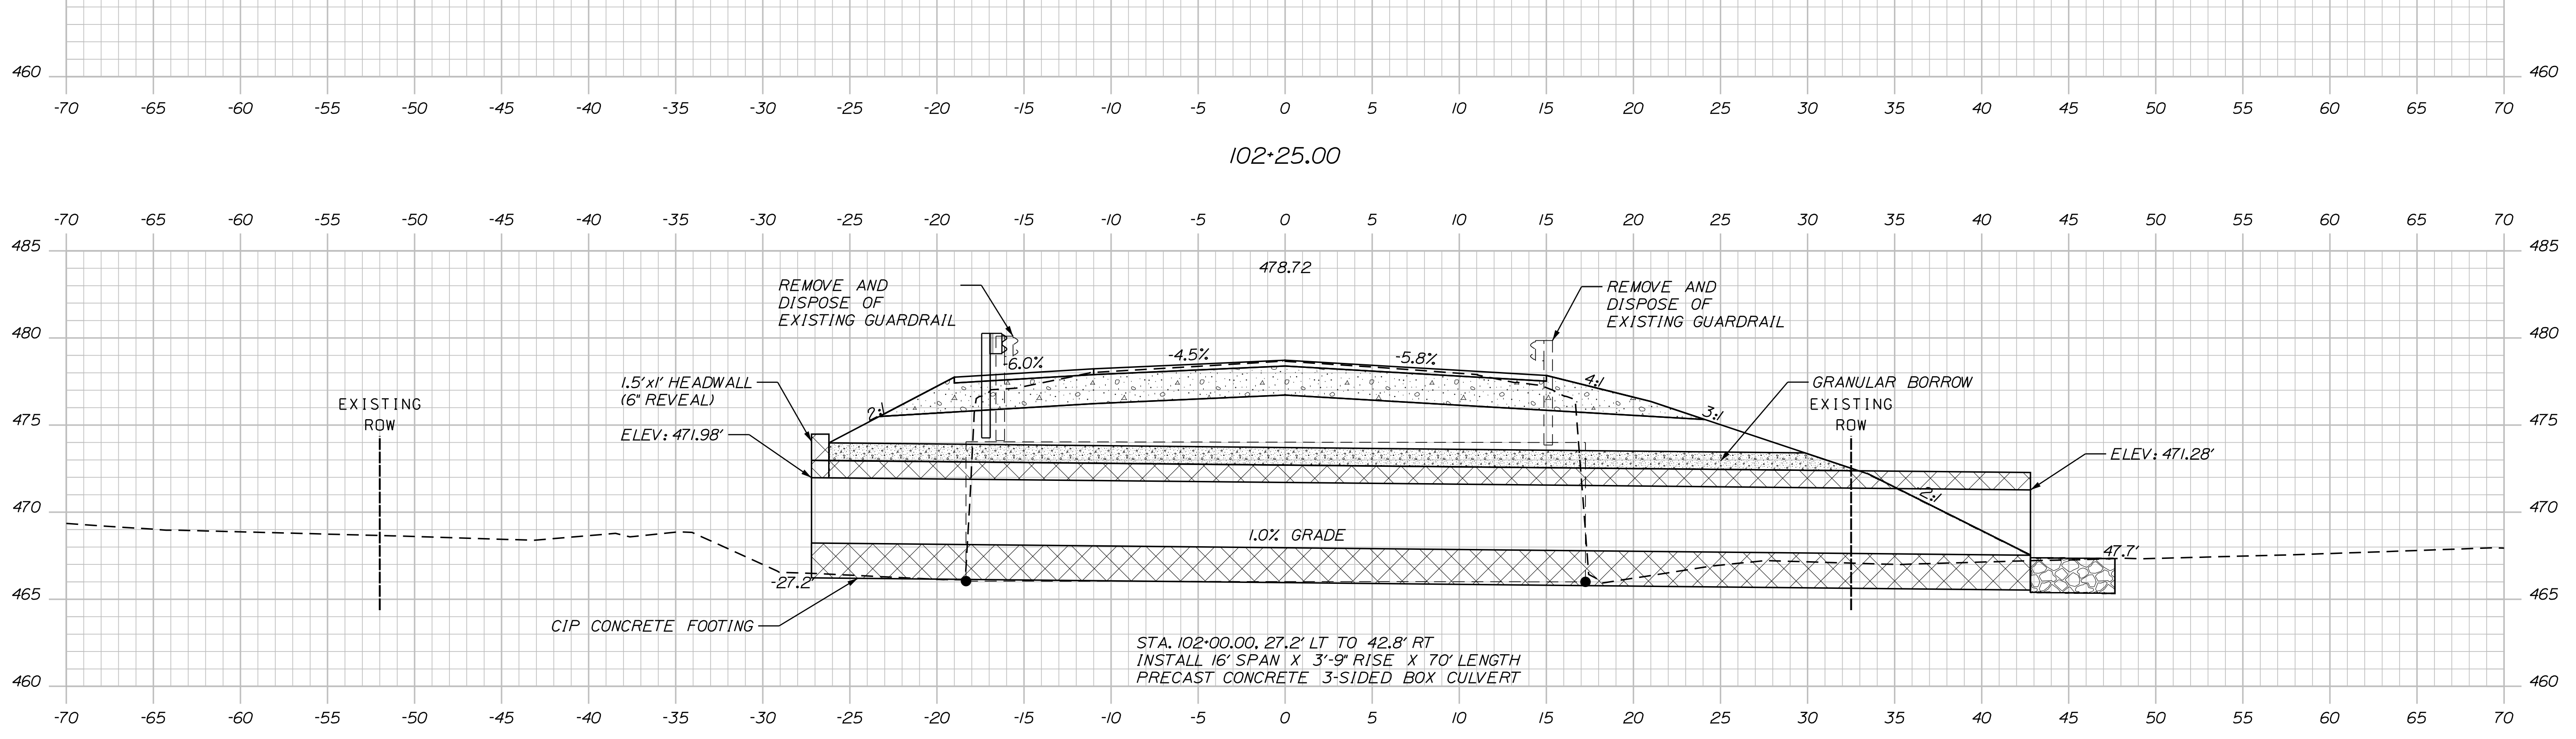 460 460
-70 -65 -60 -55 -50 -45 -40 -35 -30 -25 -20 -15 -10 -5 0 5 10 15 20 25 30 35 40 45 50 55 60 65 70
102+25.00
-70 -65 -60 -55 -50 -45 -40 -35 -30 -25 -20 -15 -10 -5 0 5 10 15 20 25 30 35 40 45 50 55 60 65 70
485 485
478.72
REMOVE AND
DISPOSE OF
EXISTING GUARDRAIL
REMOVE AND
DISPOSE OF
EXISTING GUARDRAIL
480 480
-6.0% -4.5% -5.8%
4:1
1.5'x1' HEADWALL
(6" REVEAL)
GRANULAR BORROW
EXISTING
ROW
EXISTING
ROW
2:1
3:1
475 475
ELEV: 471.98'
ELEV: 471.28'
2:1
470 470
1.0% GRADE
47.7'
-27.2'
465 465
CIP CONCRETE FOOTING
STA. 102+00.00, 27.2' LT TO 42.8' RT
INSTALL 16' SPAN X 3'-9" RISE X 70' LENGTH
PRECAST CONCRETE 3-SIDED BOX CULVERT
460 460
-70 -65 -60 -55 -50 -45 -40 -35 -30 -25 -20 -15 -10 -5 0 5 10 15 20 25 30 35 40 45 50 55 60 65 70